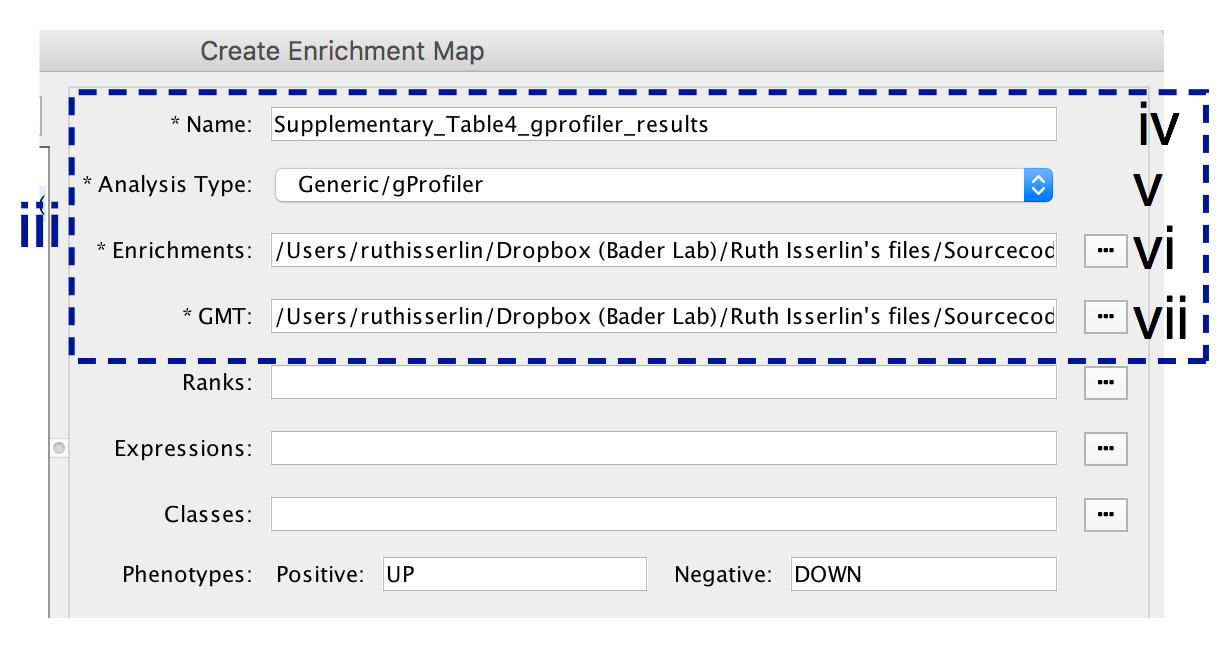 Create Enrichment Map
* Name: Supplementary_Table4_gprofiler_results iv
* Analysis Type: Generic/gProfiler v
iii
* Enrichments: /Users/ruthisserlin/Dropbox (Bader Lab)/Ruth Isserlin's files/Sourcecod ... vi
* GMT: /Users/ruthisserlin/Dropbox (Bader Lab)/Ruth Isserlin's files/Sourcecod ... vii
Ranks: ...
Expressions: ...
Classes: ...
Phenotypes: Positive: UP Negative: DOWN